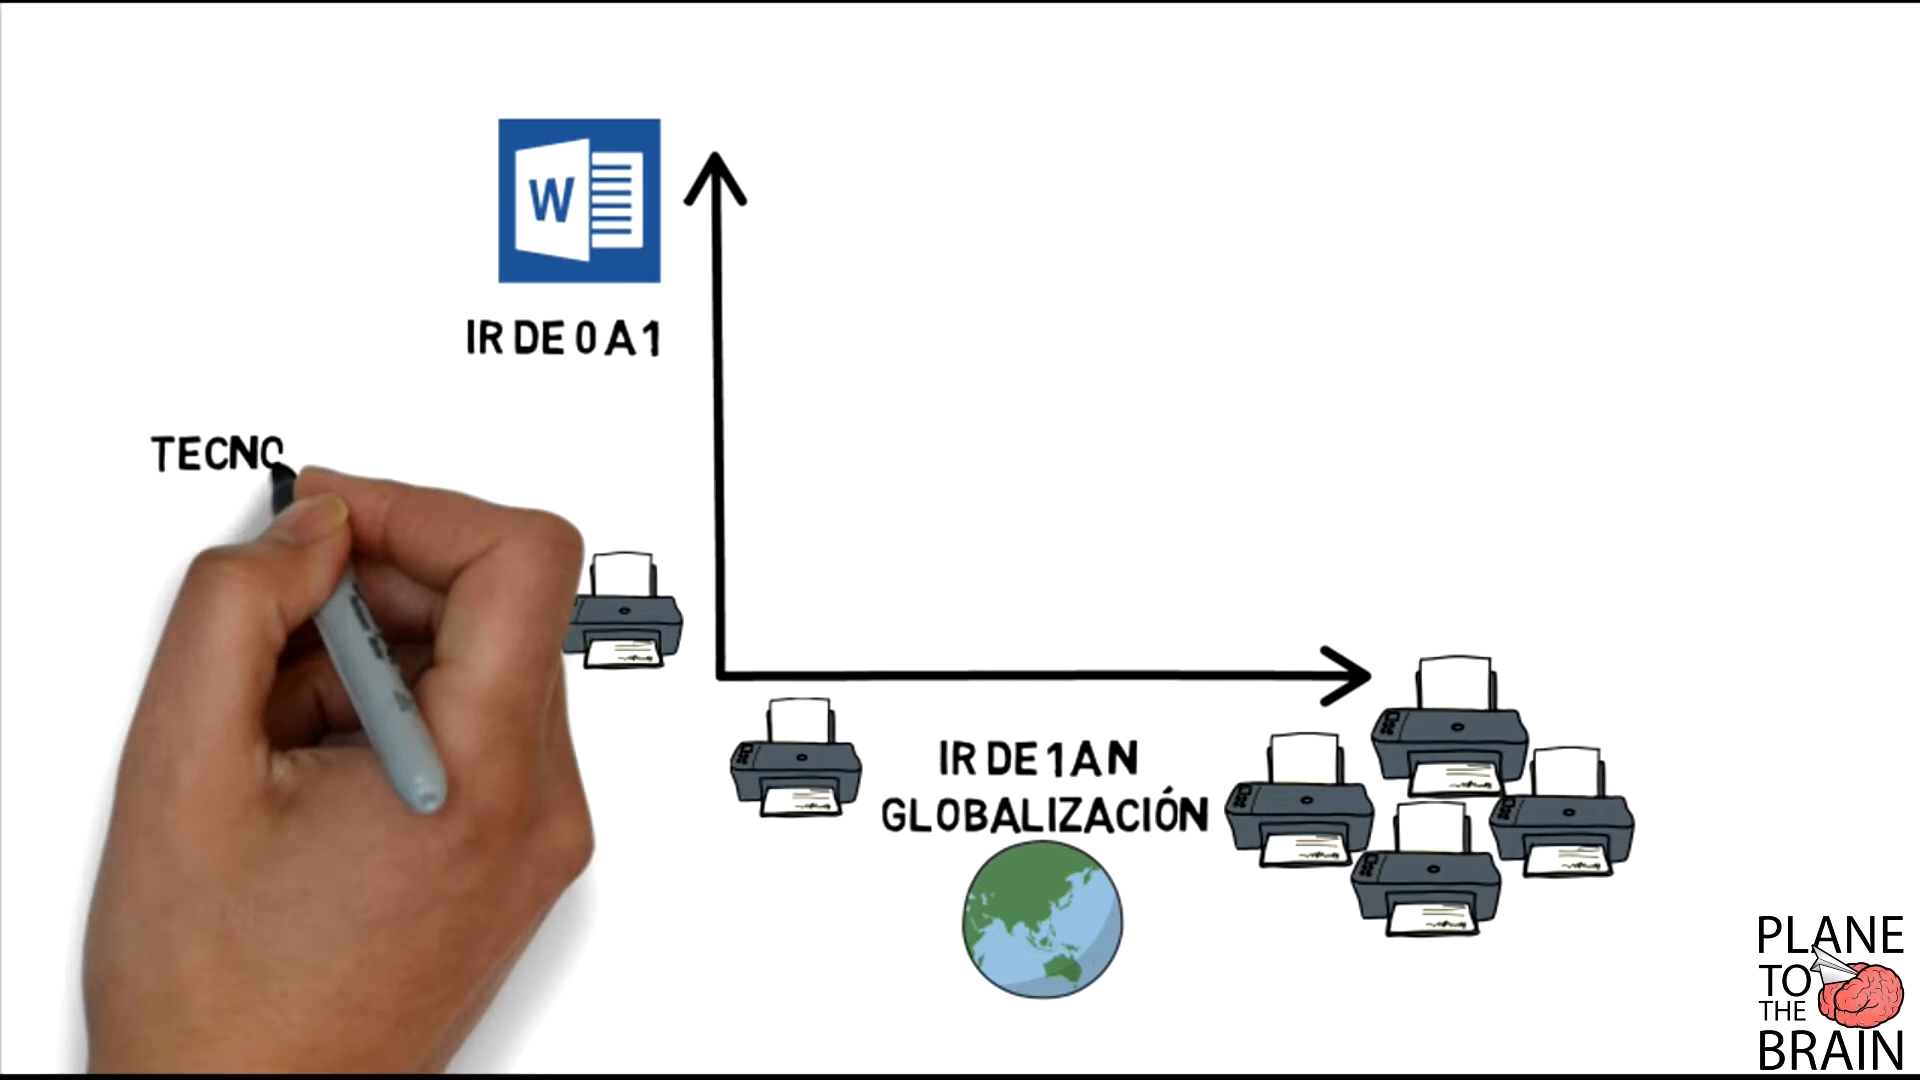 W
IR DE 0 A 1
TECNO
IR DE 1 A N
GLOBALIZACIÓN
PLANE
TO
THE
BRAIN